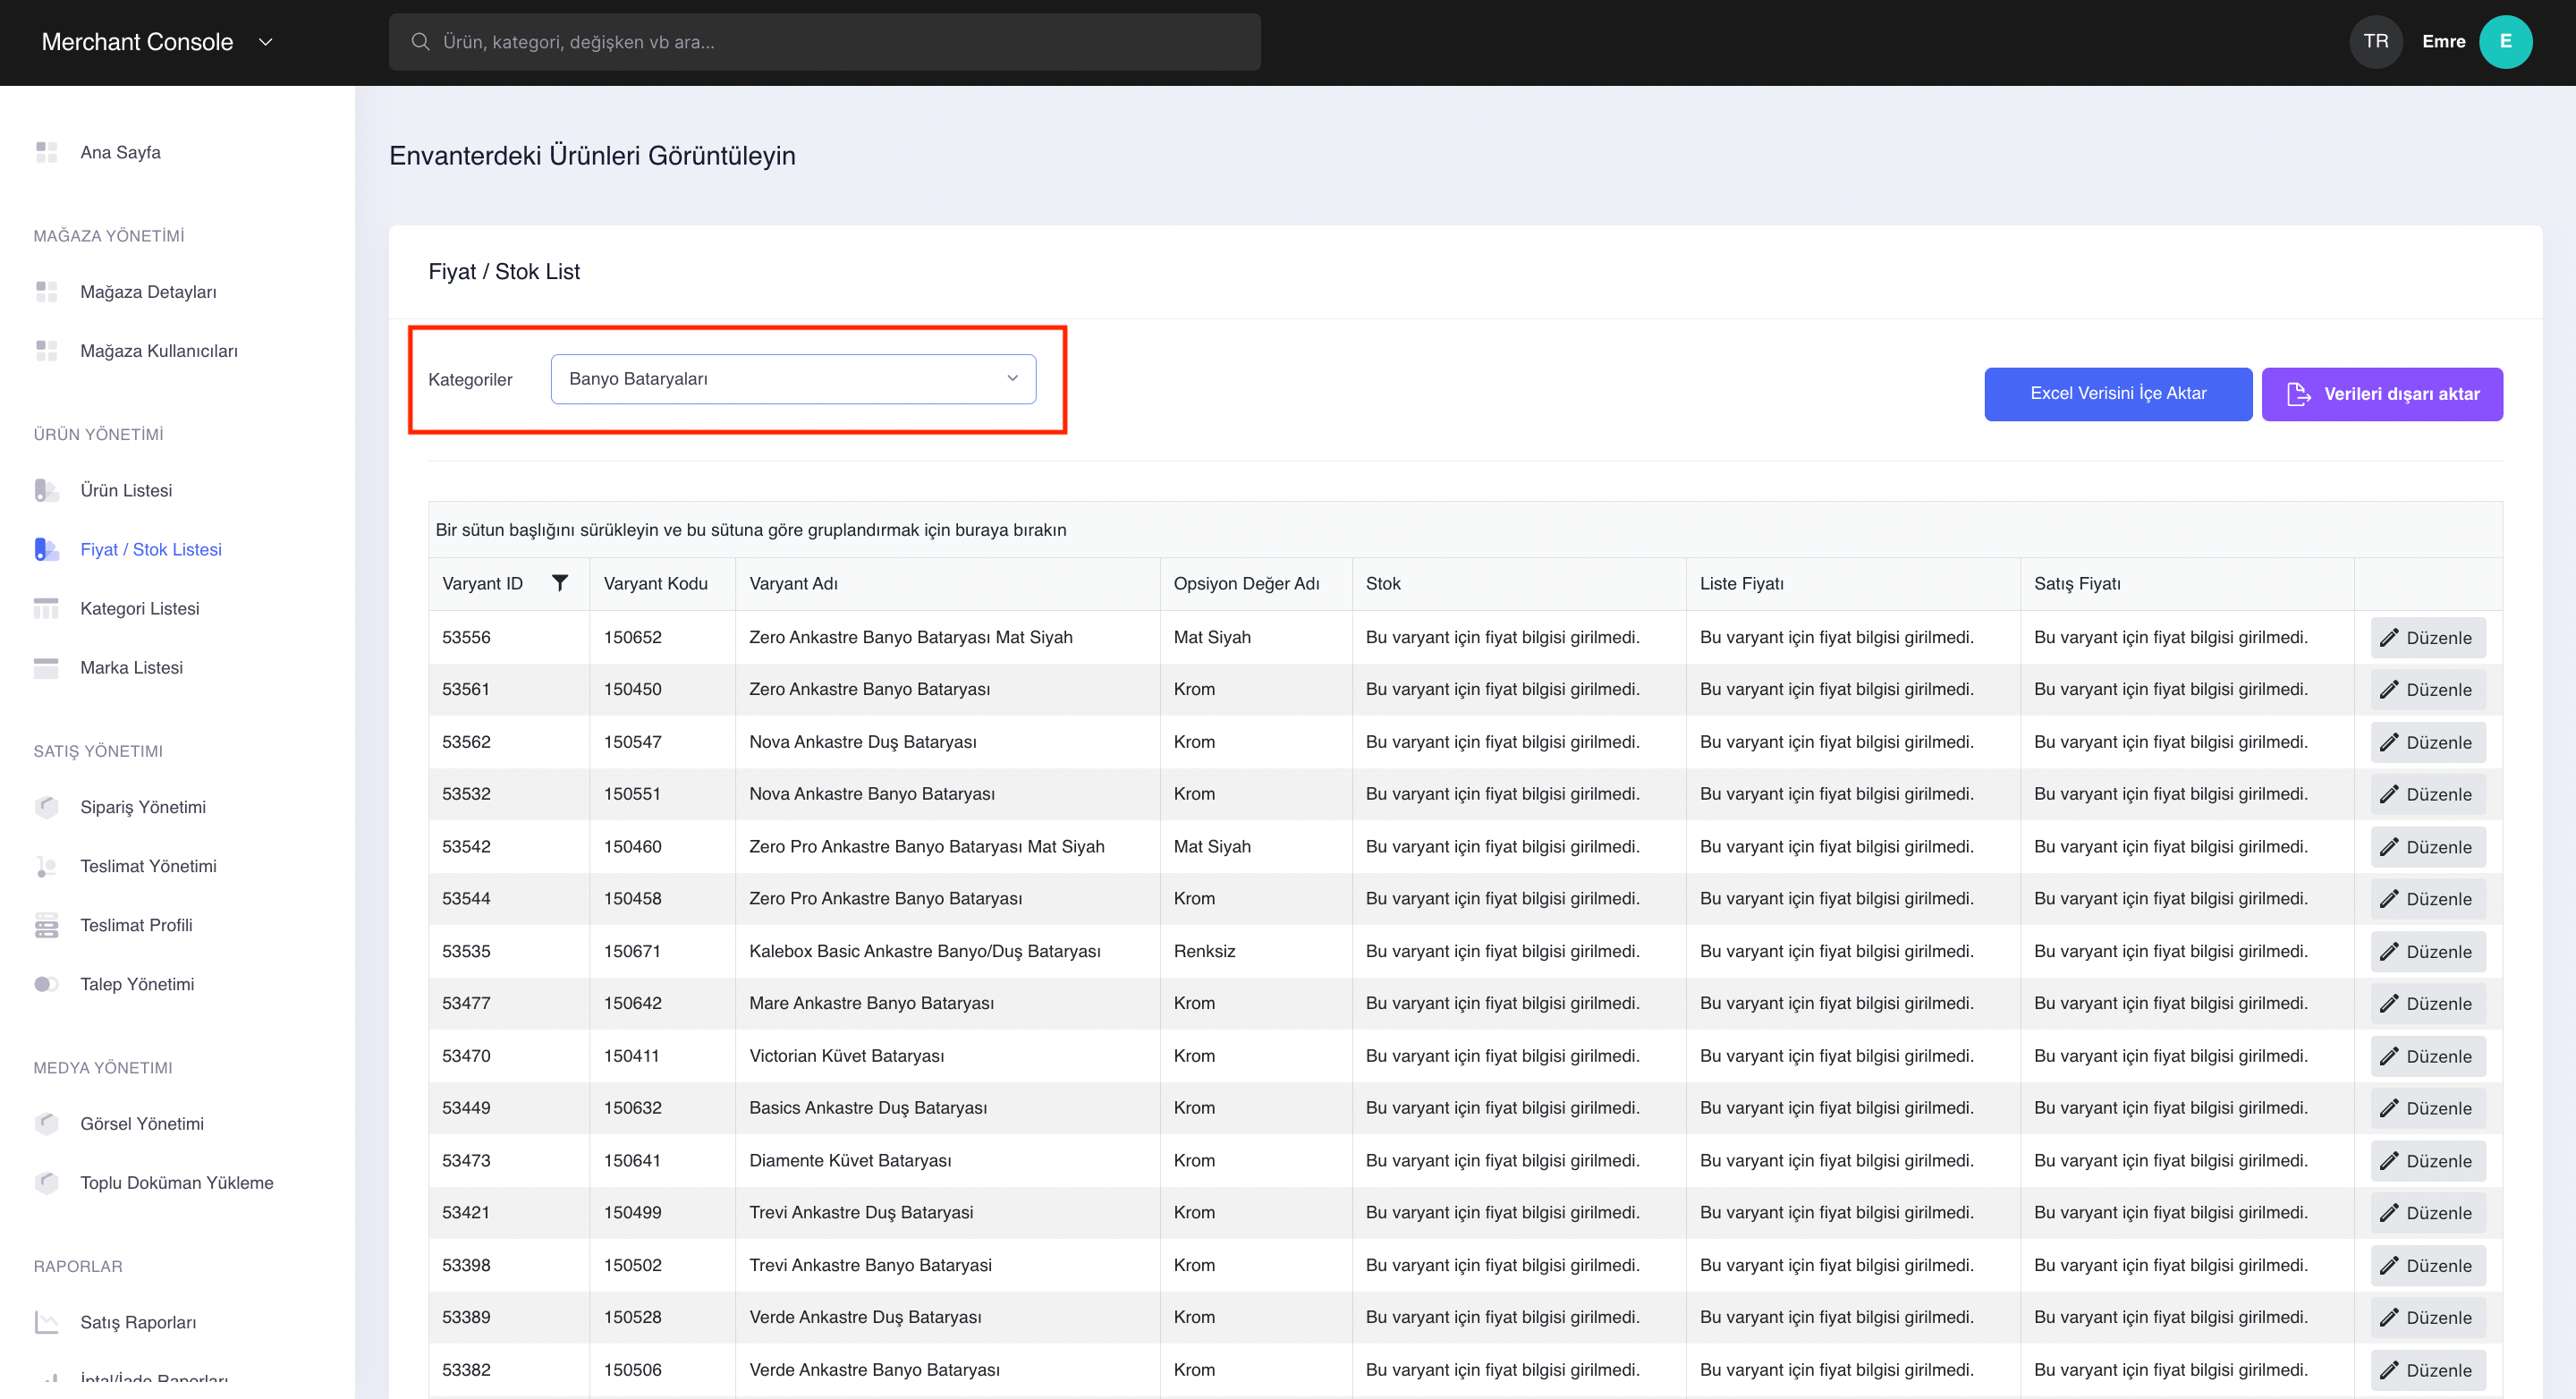 Merchant Console
Ürün, kategori, değişken vb ara...
TR Emre E
Ana Sayfa
MAĞAZA YÖNETİMİ
Mağaza Detayları
Mağaza Kullanıcıları
ÜRÜN YÖNETİMİ
Ürün Listesi
Fiyat / Stok Listesi
Kategori Listesi
Marka Listesi
SATIŞ YÖNETIMI
Sipariş Yönetimi
Teslimat Yönetimi
Teslimat Profili
Talep Yönetimi
MEDYA YÖNETIMI
Görsel Yönetimi
Toplu Doküman Yükleme
RAPORLAR
Satış Raporları
İptal/İade Raporları
Envanterdeki Ürünleri Görüntüleyin
Fiyat / Stok List
Kategoriler Banyo Bataryaları
Excel Verisini İçe Aktar Verileri dışarı aktar
Bir sütun başlığını sürükleyin ve bu sütuna göre gruplandırmak için buraya bırakın
Varyant ID Varyant Kodu Varyant Adı Opsiyon Değer Adı Stok Liste Fiyatı Satış Fiyatı
53556 150652 Zero Ankastre Banyo Bataryası Mat Siyah Mat Siyah Bu varyant için fiyat bilgisi girilmedi. Bu varyant için fiyat bilgisi girilmedi. Bu varyant için fiyat bilgisi girilmedi. Düzenle
53561 150450 Zero Ankastre Banyo Bataryası Krom Bu varyant için fiyat bilgisi girilmedi. Bu varyant için fiyat bilgisi girilmedi. Bu varyant için fiyat bilgisi girilmedi. Düzenle
53562 150547 Nova Ankastre Duş Bataryası Krom Bu varyant için fiyat bilgisi girilmedi. Bu varyant için fiyat bilgisi girilmedi. Bu varyant için fiyat bilgisi girilmedi. Düzenle
53532 150551 Nova Ankastre Banyo Bataryası Krom Bu varyant için fiyat bilgisi girilmedi. Bu varyant için fiyat bilgisi girilmedi. Bu varyant için fiyat bilgisi girilmedi. Düzenle
53542 150460 Zero Pro Ankastre Banyo Bataryası Mat Siyah Mat Siyah Bu varyant için fiyat bilgisi girilmedi. Bu varyant için fiyat bilgisi girilmedi. Bu varyant için fiyat bilgisi girilmedi. Düzenle
53544 150458 Zero Pro Ankastre Banyo Bataryası Krom Bu varyant için fiyat bilgisi girilmedi. Bu varyant için fiyat bilgisi girilmedi. Bu varyant için fiyat bilgisi girilmedi. Düzenle
53535 150671 Kalebox Basic Ankastre Banyo/Duş Bataryası Renksiz Bu varyant için fiyat bilgisi girilmedi. Bu varyant için fiyat bilgisi girilmedi. Bu varyant için fiyat bilgisi girilmedi. Düzenle
53477 150642 Mare Ankastre Banyo Bataryası Krom Bu varyant için fiyat bilgisi girilmedi. Bu varyant için fiyat bilgisi girilmedi. Bu varyant için fiyat bilgisi girilmedi. Düzenle
53470 150411 Victorian Küvet Bataryası Krom Bu varyant için fiyat bilgisi girilmedi. Bu varyant için fiyat bilgisi girilmedi. Bu varyant için fiyat bilgisi girilmedi. Düzenle
53449 150632 Basics Ankastre Duş Bataryası Krom Bu varyant için fiyat bilgisi girilmedi. Bu varyant için fiyat bilgisi girilmedi. Bu varyant için fiyat bilgisi girilmedi. Düzenle
53473 150641 Diamente Küvet Bataryası Krom Bu varyant için fiyat bilgisi girilmedi. Bu varyant için fiyat bilgisi girilmedi. Bu varyant için fiyat bilgisi girilmedi. Düzenle
53421 150499 Trevi Ankastre Duş Bataryasi Krom Bu varyant için fiyat bilgisi girilmedi. Bu varyant için fiyat bilgisi girilmedi. Bu varyant için fiyat bilgisi girilmedi. Düzenle
53398 150502 Trevi Ankastre Banyo Bataryasi Krom Bu varyant için fiyat bilgisi girilmedi. Bu varyant için fiyat bilgisi girilmedi. Bu varyant için fiyat bilgisi girilmedi. Düzenle
53389 150528 Verde Ankastre Duş Bataryası Krom Bu varyant için fiyat bilgisi girilmedi. Bu varyant için fiyat bilgisi girilmedi. Bu varyant için fiyat bilgisi girilmedi. Düzenle
53382 150506 Verde Ankastre Banyo Bataryası Krom Bu varyant için fiyat bilgisi girilmedi. Bu varyant için fiyat bilgisi girilmedi. Bu varyant için fiyat bilgisi girilmedi. Düzenle